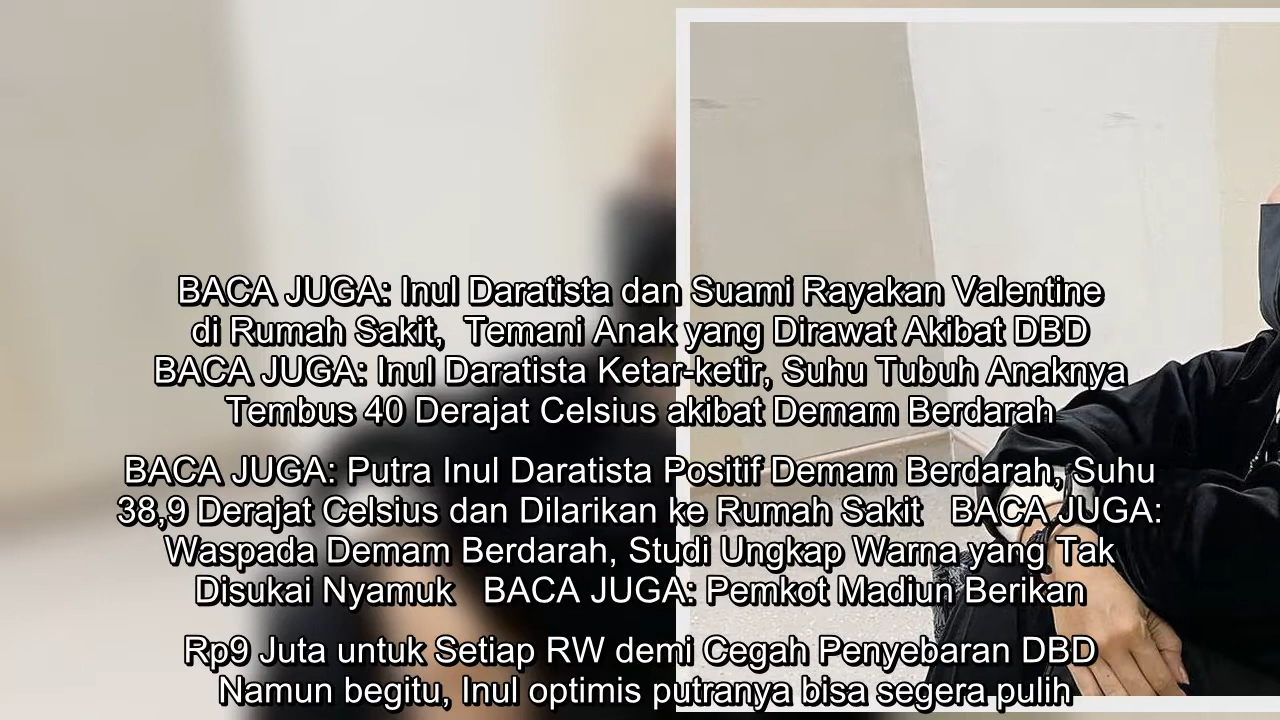 BACA JUGA: Inul Daratista dan Suami Rayakan Valentine
di Rumah Sakit,  Temani Anak yang Dirawat Akibat DBD
BACA JUGA: Inul Daratista Ketar-ketir, Suhu Tubuh Anaknya
Tembus 40 Derajat Celsius akibat Demam Berdarah
BACA JUGA: Putra Inul Daratista Positif Demam Berdarah, Suhu
38,9 Derajat Celsius dan Dilarikan ke Rumah Sakit   BACA JUGA:
Waspada Demam Berdarah, Studi Ungkap Warna yang Tak
Disukai Nyamuk   BACA JUGA: Pemkot Madiun Berikan
Rp9 Juta untuk Setiap RW demi Cegah Penyebaran DBD
Namun begitu, Inul optimis putranya bisa segera pulih